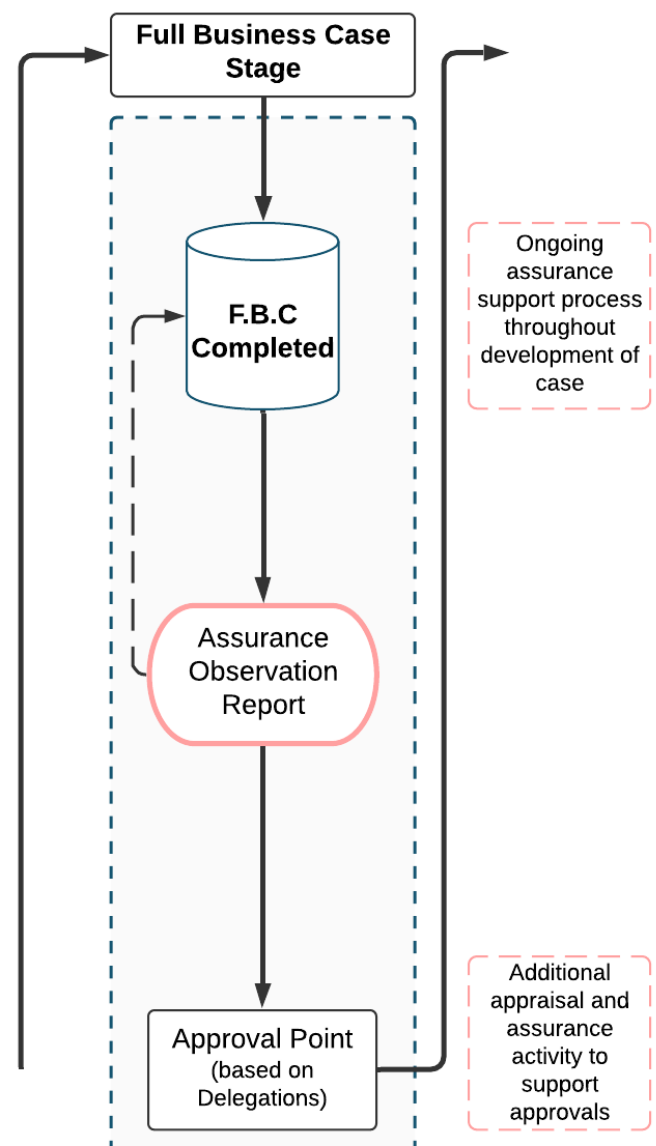 Full Business Case
Stage
F.B.C
Completed
Ongoing
assurance
support process
throughout
development of
case
Assurance
Observation
Report
Approval Point
(based on
Delegations)
Additional
appraisal and
assurance
activity to
support
approvals